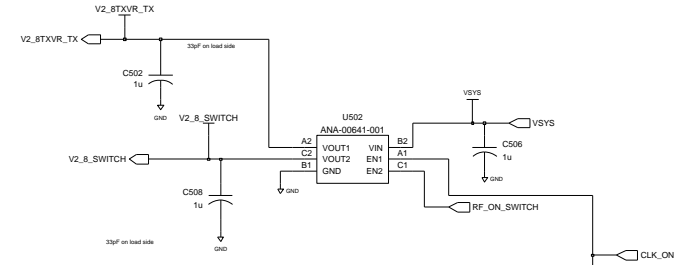 V2_8TXVR_TX
V2_8TXVR_TX
33pF on load side
C502
1u
GND
V2_8_SWITCH
V2_8_SWITCH
U502
ANA-00641-001
A2 VOUT1 VIN B2
C2 VOUT2 EN1 A1
B1 GND EN2 C1
GND
VSYS
VSYS
C506
1u
GND
RF_ON_SWITCH
C508
1u
GND
33pF on load side
CLK_ON